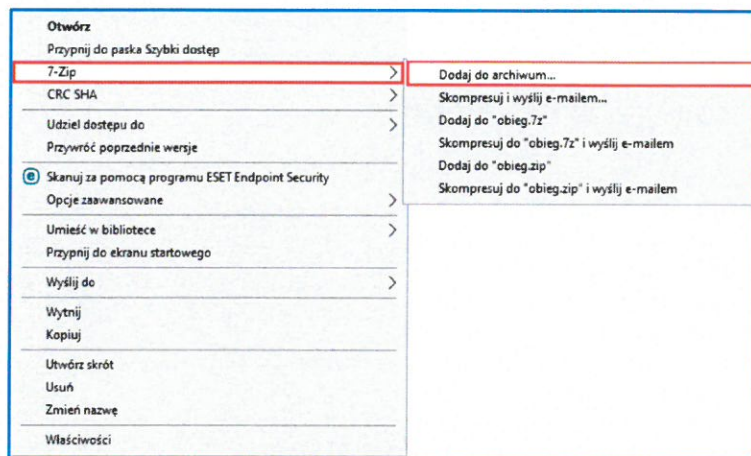 Otwórz
Przypnij do paska Szybki dostęp
7-Zip
CRC SHA
Udziel dostępu do
Przywróć poprzednie wersje
Skanuj za pomocą programu ESET Endpoint Security
Opcje zaawansowane
Umieść w bibliotece
Przypnij do ekranu startowego
Wyślij do
Wytnij
Kopiuj
Utwórz skrót
Usuń
Zmień nazwę
Właściwości
Dodaj do archiwum...
Skompresuj i wyślij e-mailem...
Dodaj do "obieg.7z"
Skompresuj do "obieg.7z" i wyślij e-mailem
Dodaj do "obieg.zip"
Skompresuj do "obieg.zip" i wyślij e-mailem